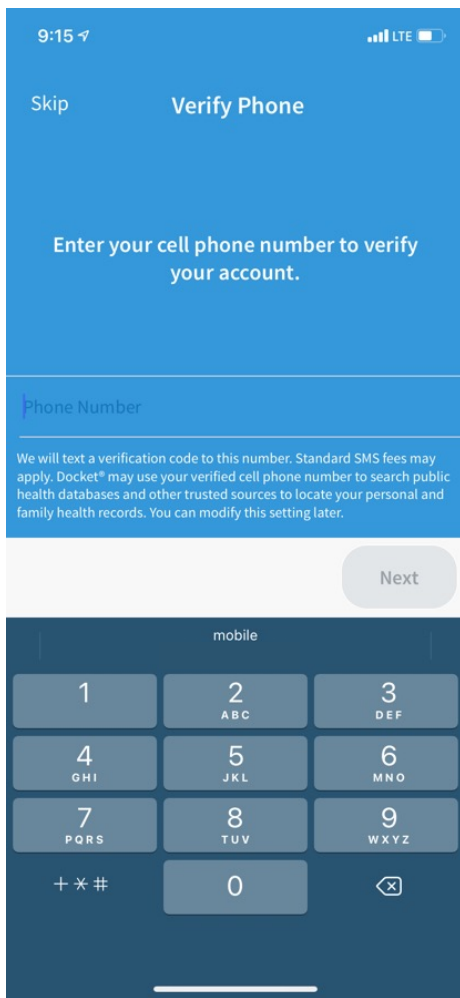 9:15
LTE
Skip
Verify Phone
Enter your cell phone number to verify
your account.
Phone Number
We will text a verification code to this number. Standard SMS fees may
apply. Docket® may use your verified cell phone number to search public
health databases and other trusted sources to locate your personal and
family health records. You can modify this setting later.
Next
mobile
1
2
ABC
3
DEF
4
GHI
5
JKL
6
MNO
7
PQRS
8
TUV
9
WXYZ
+*#
0